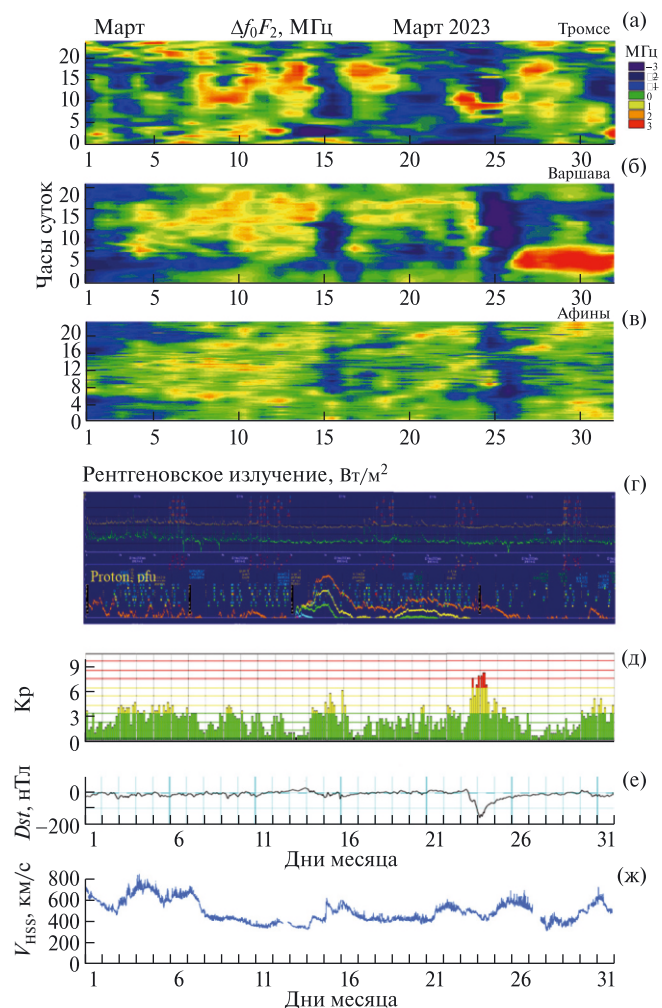 Март Δf₀F₂, МГц Март 2023 (а)
Тромсе
МГц
−3
0
1
2
3
20
15
10
5
0
1 5 10 15 20 25 30
(б)
Варшава
Часы суток
20
15
10
5
0
1 5 10 15 20 25 30
(в)
Афины
20
16
12
8
4
0
1 5 10 15 20 25 30
Рентгеновское излучение, Вт/м² (г)
Proton, pfu
(д)
Kp
9
6
3
0
(е)
Dst, нТл
0
−200
1 6 11 16 21 26 31
Дни месяца
(ж)
V_HSS, км/с
800
600
400
200
0
1 6 11 16 21 26 31
Дни месяца